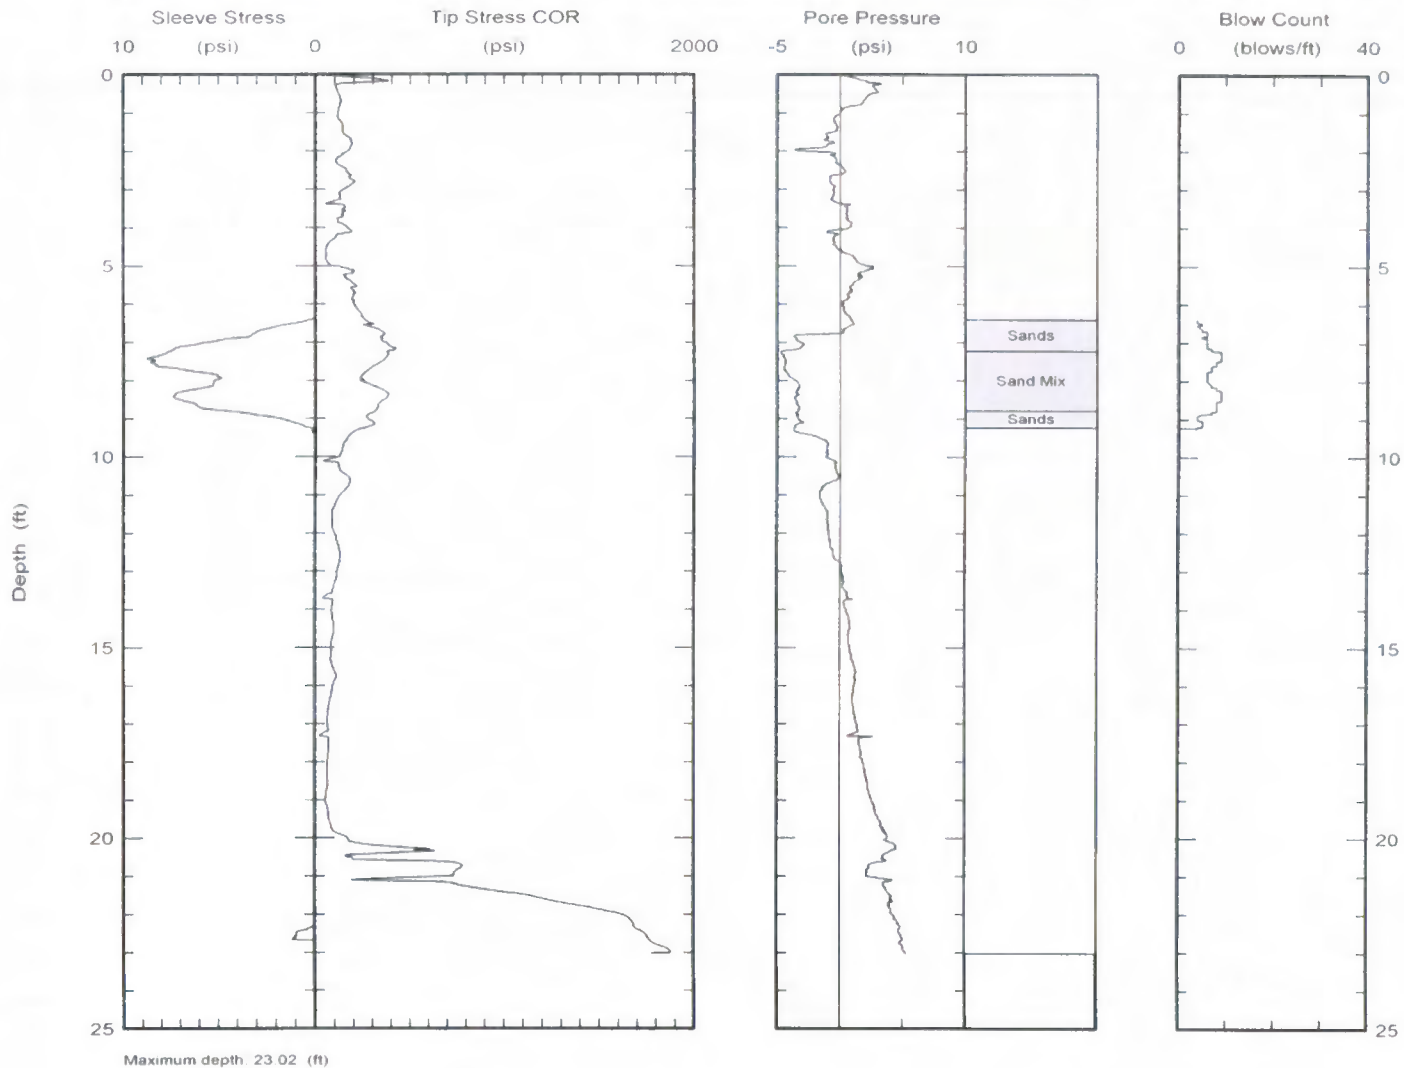 Sleeve Stress Tip Stress COR Pore Pressure Blow Count
10 (psi) 0 (psi) 2000 -5 (psi) 10 0 (blows/ft) 40
0 0
5 5
Sands
Sand Mix
Sands
10 10
Depth (ft)
15 15
20 20
25 25
Maximum depth: 23.02 (ft)